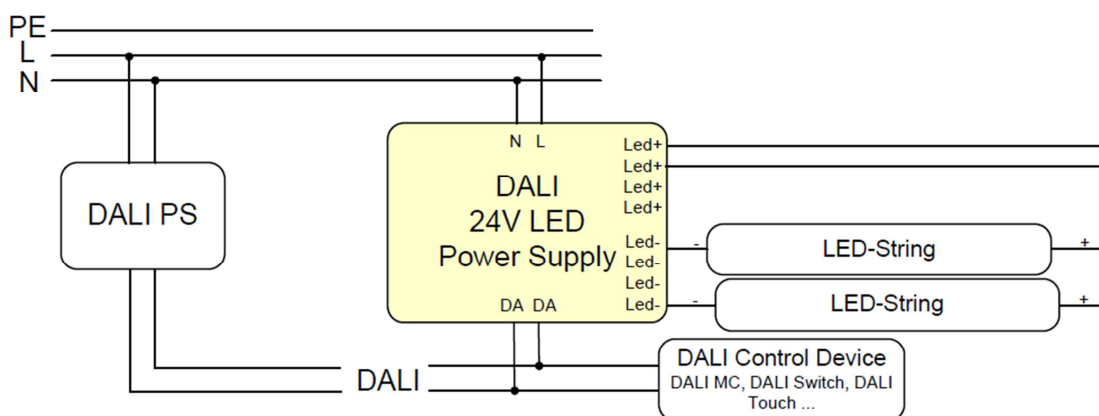 PE
L
N
N L
DALI PS
DALI
24V LED
Power Supply
Led+
Led+
Led+
Led+
Led-
Led-
Led-
Led-
- LED-String +
- LED-String +
DA DA
DALI
DALI Control Device
DALI MC, DALI Switch, DALI
Touch ...